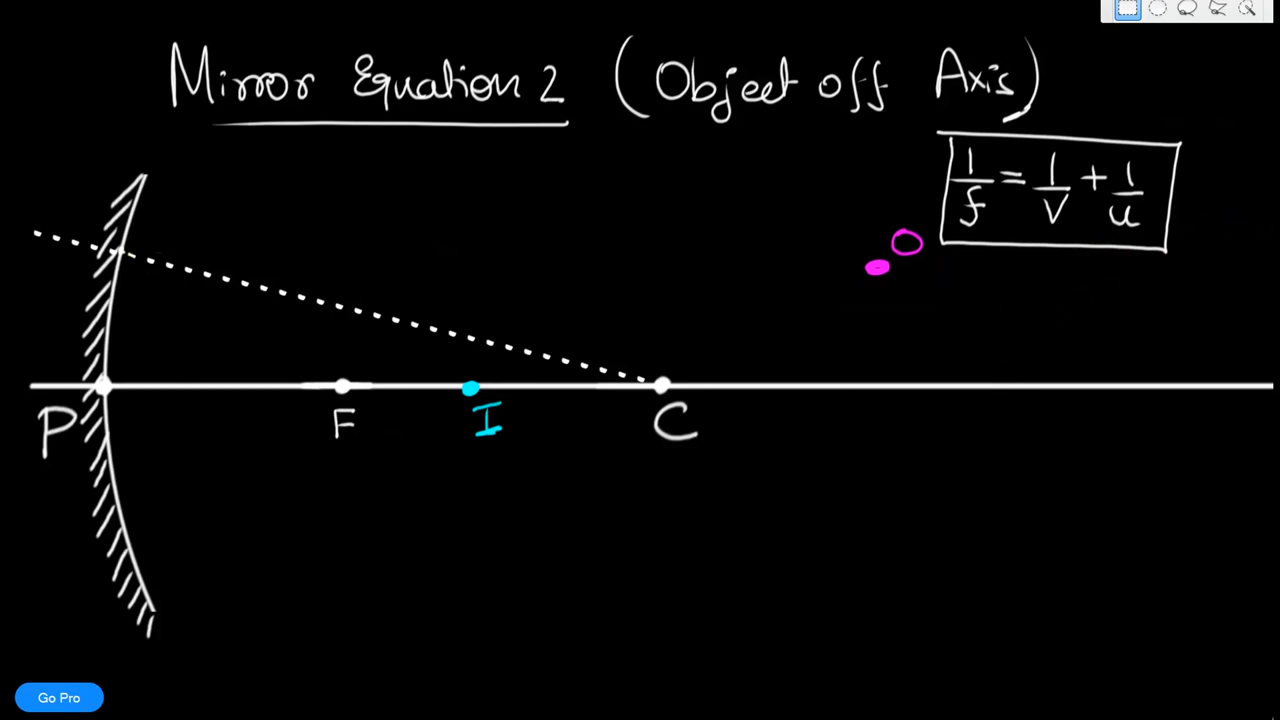 Mirror Equation 2 (Object off Axis)
1/f = 1/v + 1/u
O
P
F
I
C
Go Pro